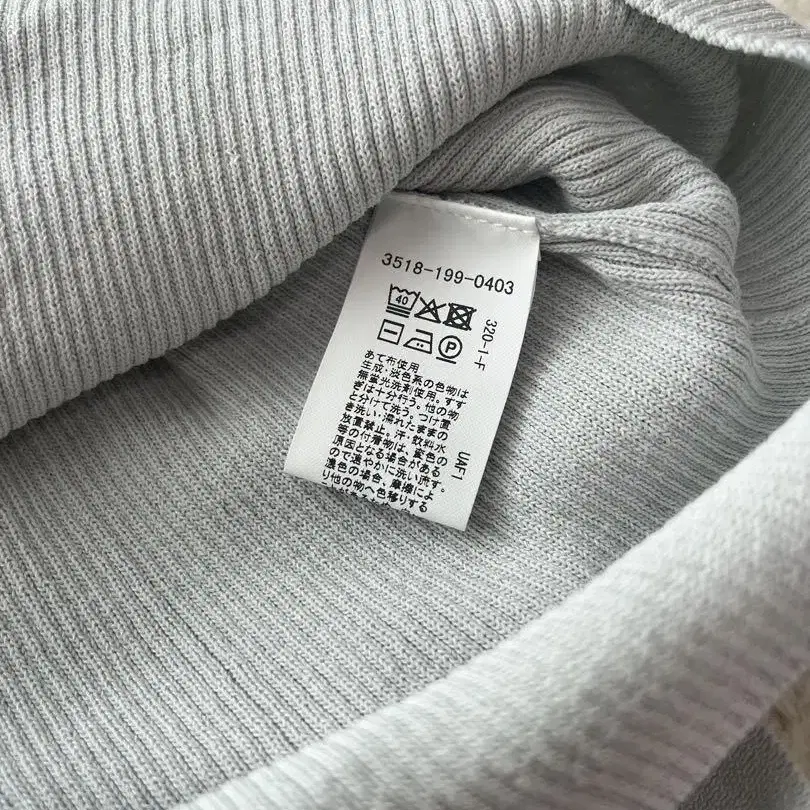 3518-199-0403
40
P
320-1-F
あて布使用
生成・淡色系の色物は
無蛍光洗剤使用。すす
ぎは十分行う。他の物
と分けて洗う。つけ置
き洗い・濡れたままの
放置禁止。汗・飲料水
等の付着物は、変色の
原因となる場合がある
ので速やかに洗い流す。
濃色の場合、摩擦によ
り他の物へ色移りする
UAF1